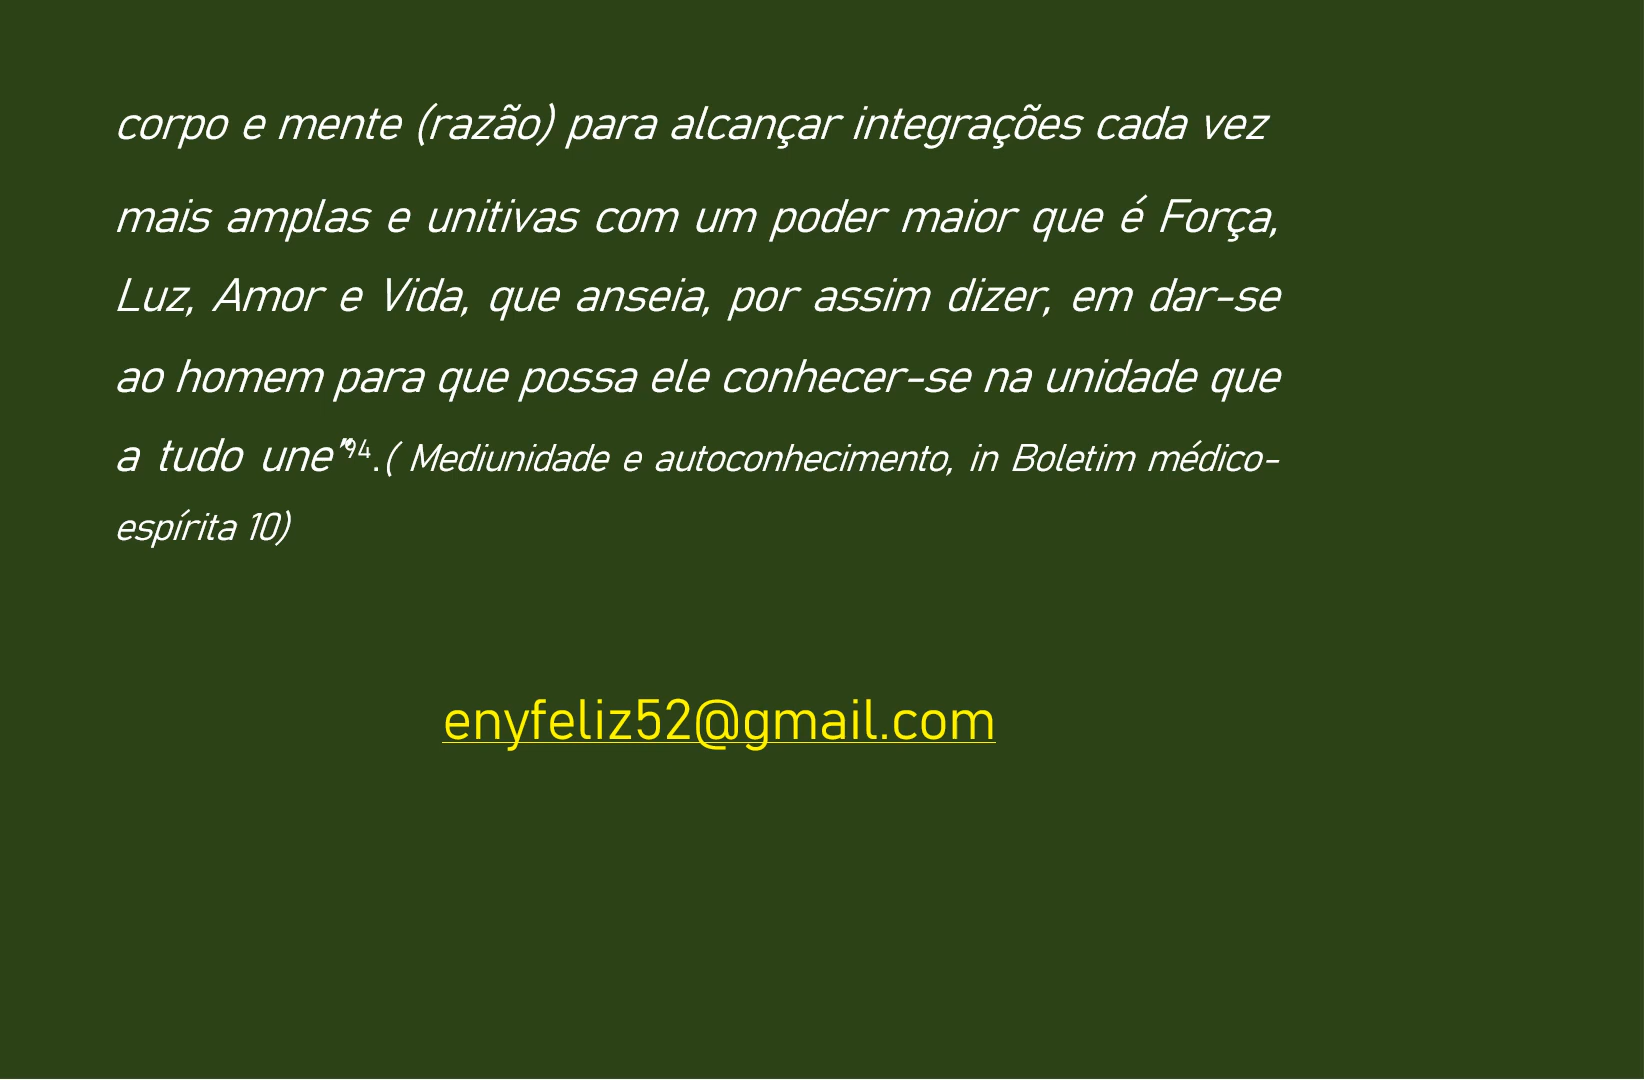 corpo e mente (razão) para alcançar integrações cada vez
mais amplas e unitivas com um poder maior que é Força,
Luz, Amor e Vida, que anseia, por assim dizer, em dar-se
ao homem para que possa ele conhecer-se na unidade que
a tudo une"94.( Mediunidade e autoconhecimento, in Boletim médico-
espírita 10)
enyfeliz52@gmail.com